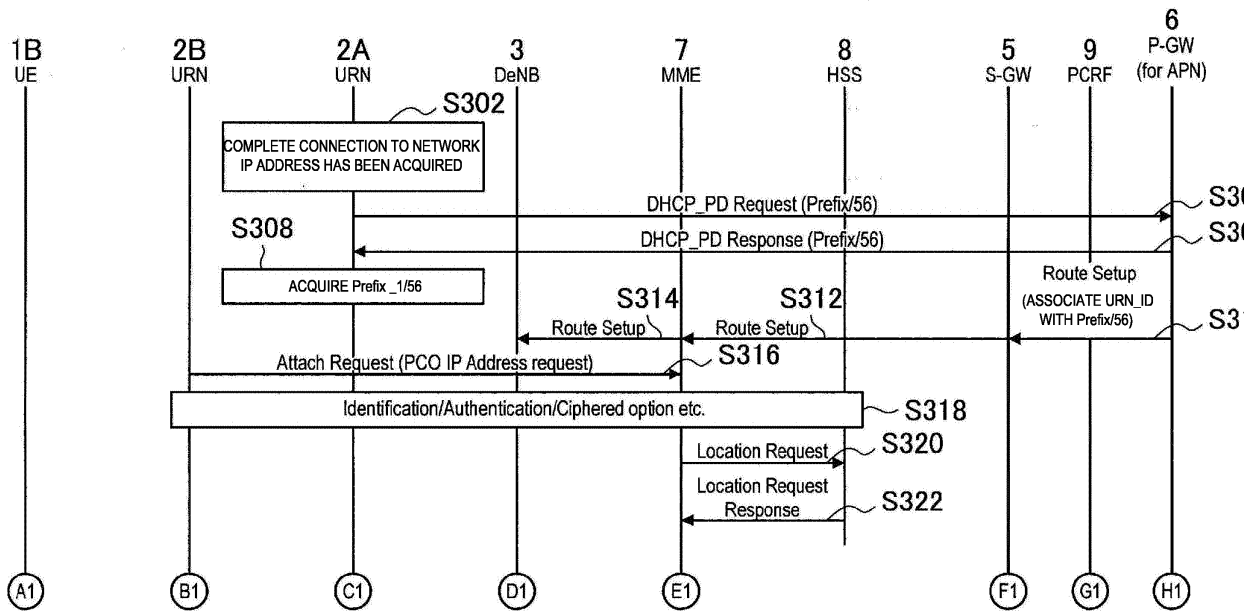 1B
UE
2B
URN
2A
URN
3
DeNB
7
MME
8
HSS
5
S-GW
9
PCRF
6
P-GW
(for APN)
S302
COMPLETE CONNECTION TO NETWORK
IP ADDRESS HAS BEEN ACQUIRED
DHCP_PD Request (Prefix/56)
S30
S308
DHCP_PD Response (Prefix/56)
S30
ACQUIRE Prefix _1/56
Route Setup
(ASSOCIATE URN_ID
WITH Prefix/56)
S314
S312
S31
Route Setup
Route Setup
Attach Request (PCO IP Address request)
S316
Identification/Authentication/Ciphered option etc.
S318
Location Request
S320
Location Request
Response
S322
A1
B1
C1
D1
E1
F1
G1
H1